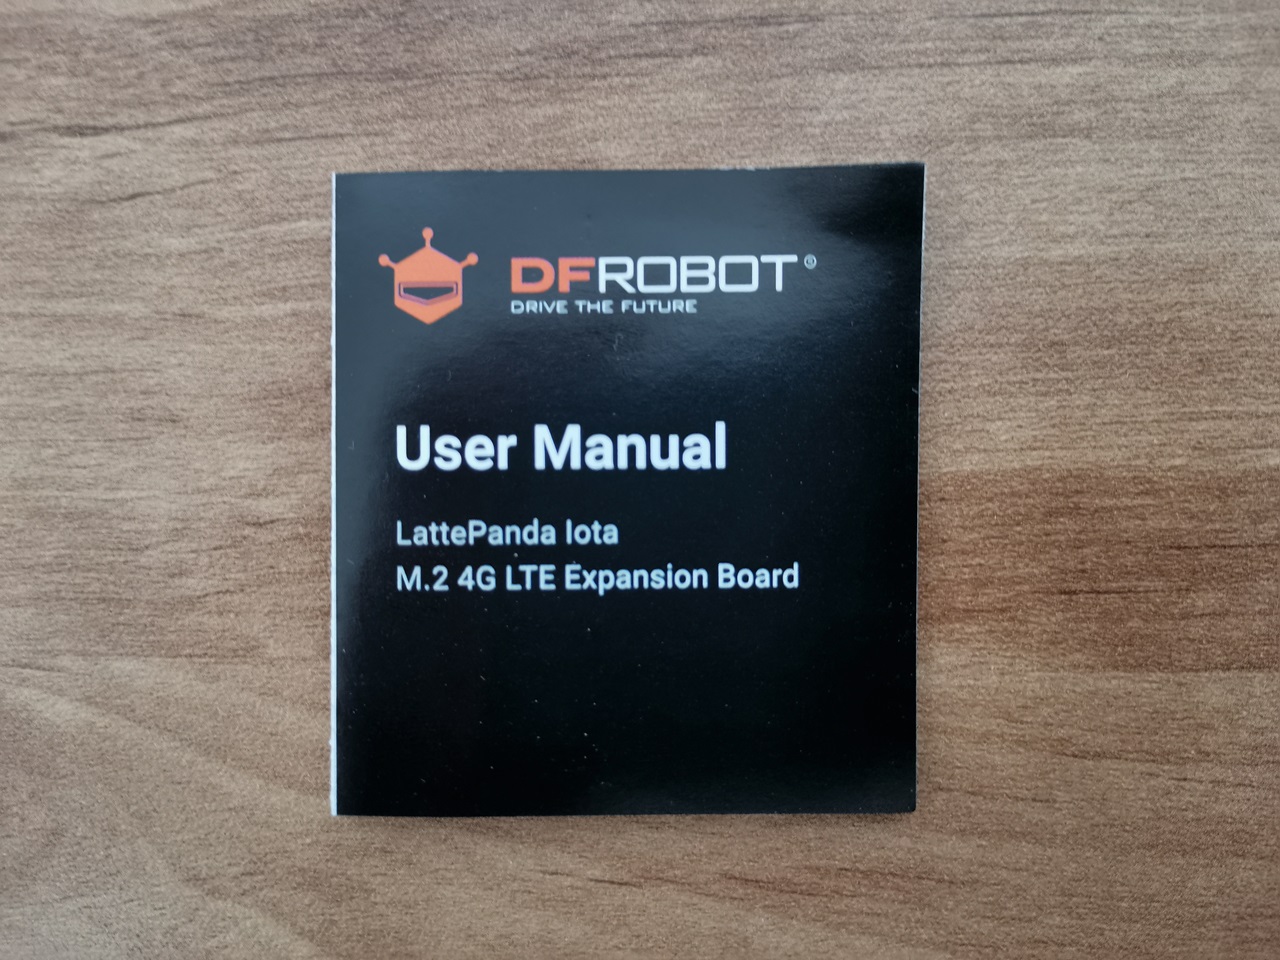 DFROBOT®
DRIVE THE FUTURE
User Manual
LattePanda Iota
M.2 4G LTE Expansion Board